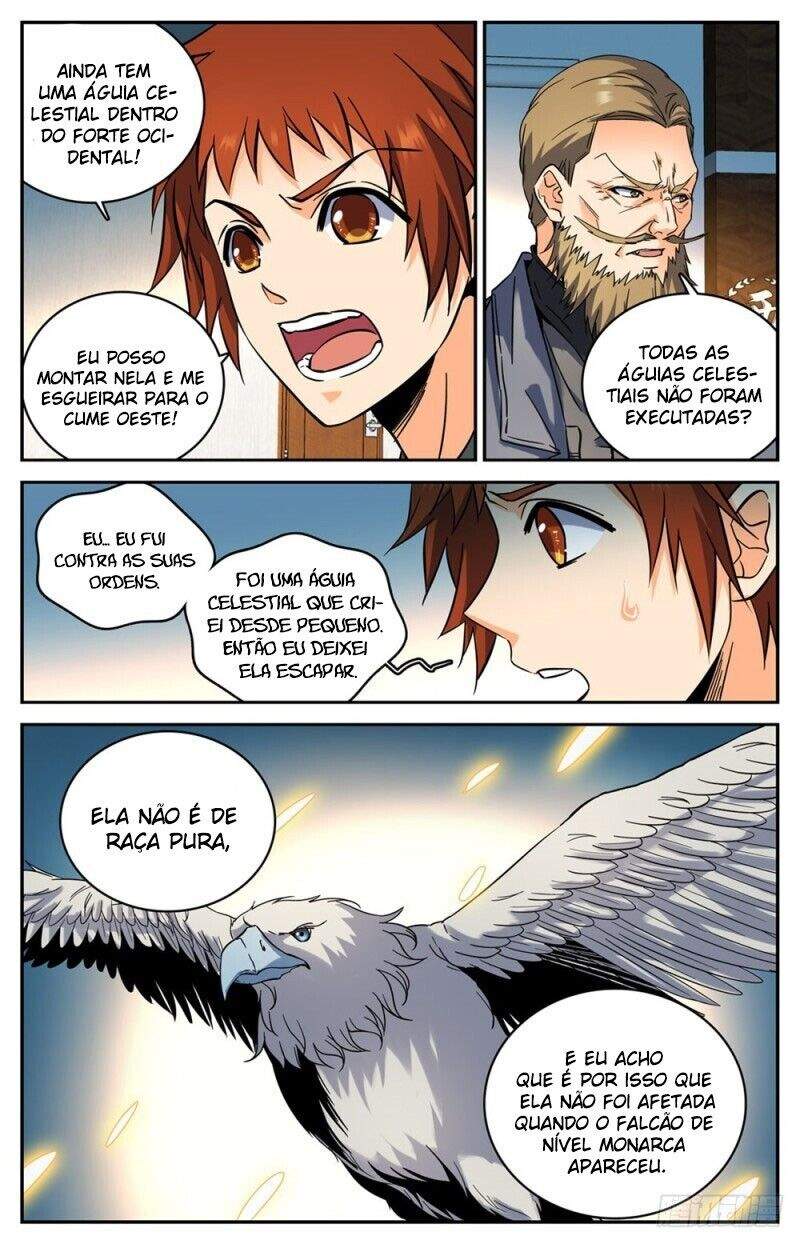 AINDA TEM
UMA ÁGUIA CE-
LESTIAL DENTRO
DO FORTE OCI-
DENTAL!
EU POSSO
MONTAR NELA E ME
ESGUEIRAR PARA O
CUME OESTE!
TODAS AS
ÁGUIAS CELES-
TIAIS NÃO FORAM
EXECUTADAS?
EU... EU FUI
CONTRA AS SUAS
ORDENS.
FOI UMA ÁGUIA
CELESTIAL QUE CRI-
EI DESDE PEQUENO.
ENTÃO EU DEIXEI
ELA ESCAPAR.
ELA NÃO É DE
RAÇA PURA,
E EU ACHO
QUE É POR ISSO QUE
ELA NÃO FOI AFETADA
QUANDO O FALCÃO DE
NÍVEL MONARCA
APARECEU.